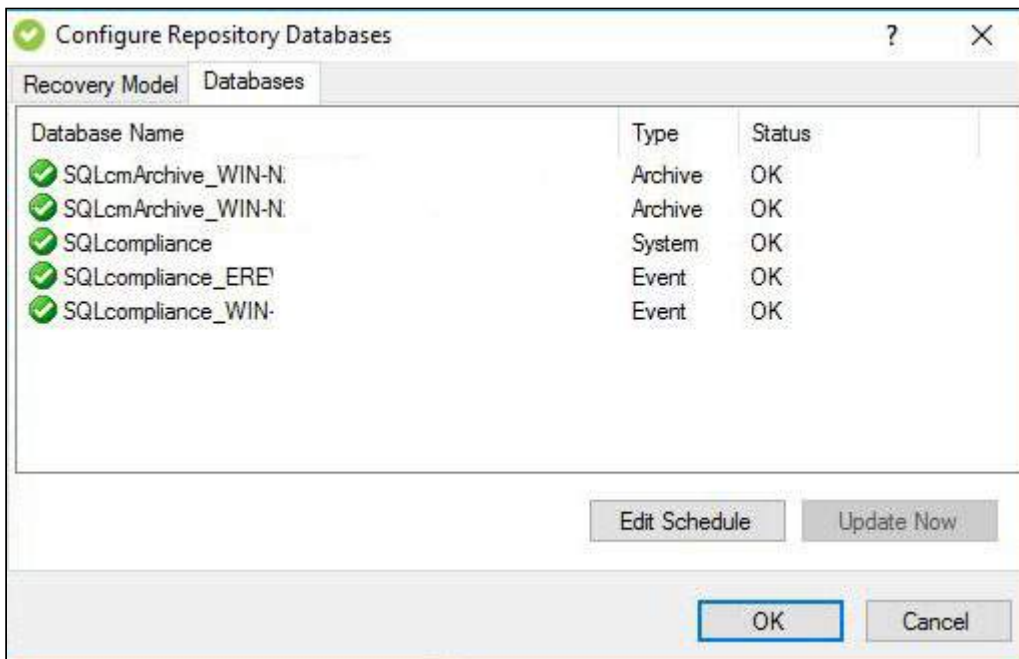 Configure Repository Databases ?
Recovery Model Databases
Database Name Type Status
SQLcmArchive_WIN-N: Archive OK
SQLcmArchive_WIN-N: Archive OK
SQLcompliance System OK
SQLcompliance_EREV Event OK
SQLcompliance_WIN- Event OK
Edit Schedule Update Now
OK Cancel